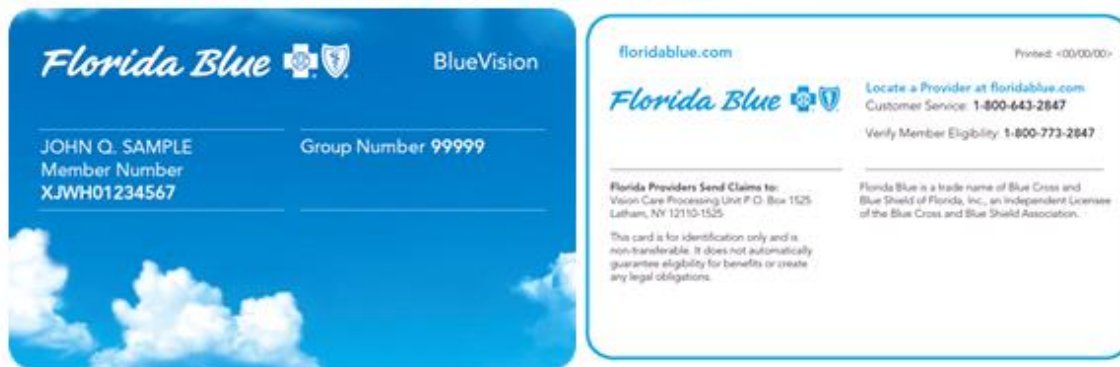 Florida Blue
BlueVision
JOHN Q. SAMPLE
Member Number
XJWH01234567
Group Number 99999
floridablue.com
Printed: <00/00/00>
Florida Blue
Locate a Provider at floridablue.com
Customer Service: 1-800-643-2847
Verify Member Eligibility: 1-800-773-2847
Florida Providers Send Claims to:
Vision Care Processing Unit P.O. Box 1525
Latham, NY 12110-1525
This card is for identification only and is
non-transferable. It does not automatically
guarantee eligibility for benefits or create
any legal obligations.
Florida Blue is a trade name of Blue Cross and
Blue Shield of Florida, Inc., an Independent Licensee
of the Blue Cross and Blue Shield Association.